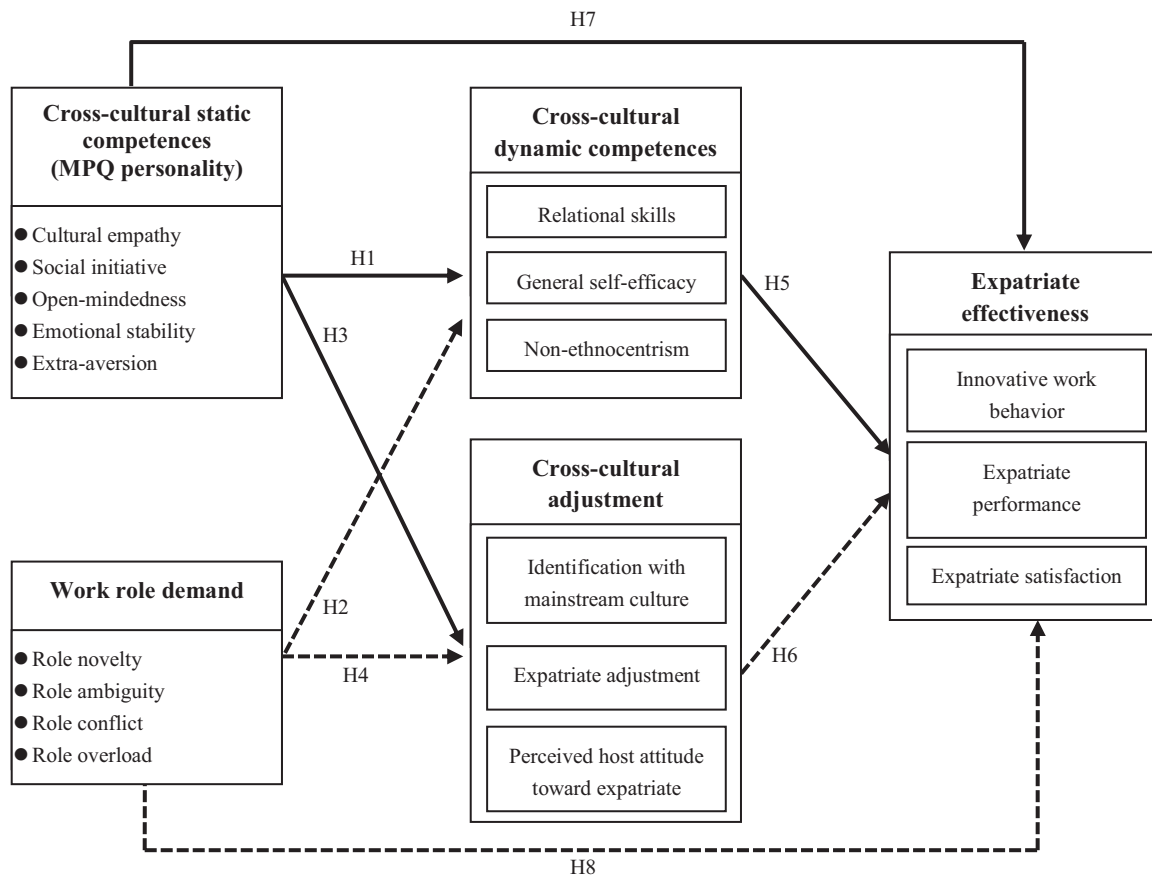 H7
Cross-cultural static
competences
(MPQ personality)
● Cultural empathy
● Social initiative
● Open-mindedness
● Emotional stability
● Extra-aversion
H1
H3
Cross-cultural
dynamic competences
Relational skills
General self-efficacy
Non-ethnocentrism
H5
Expatriate
effectiveness
Innovative work
behavior
Expatriate
performance
Expatriate satisfaction
Work role demand
● Role novelty
● Role ambiguity
● Role conflict
● Role overload
H2
H4
Cross-cultural
adjustment
Identification with
mainstream culture
Expatriate adjustment
Perceived host attitude
toward expatriate
H6
H8